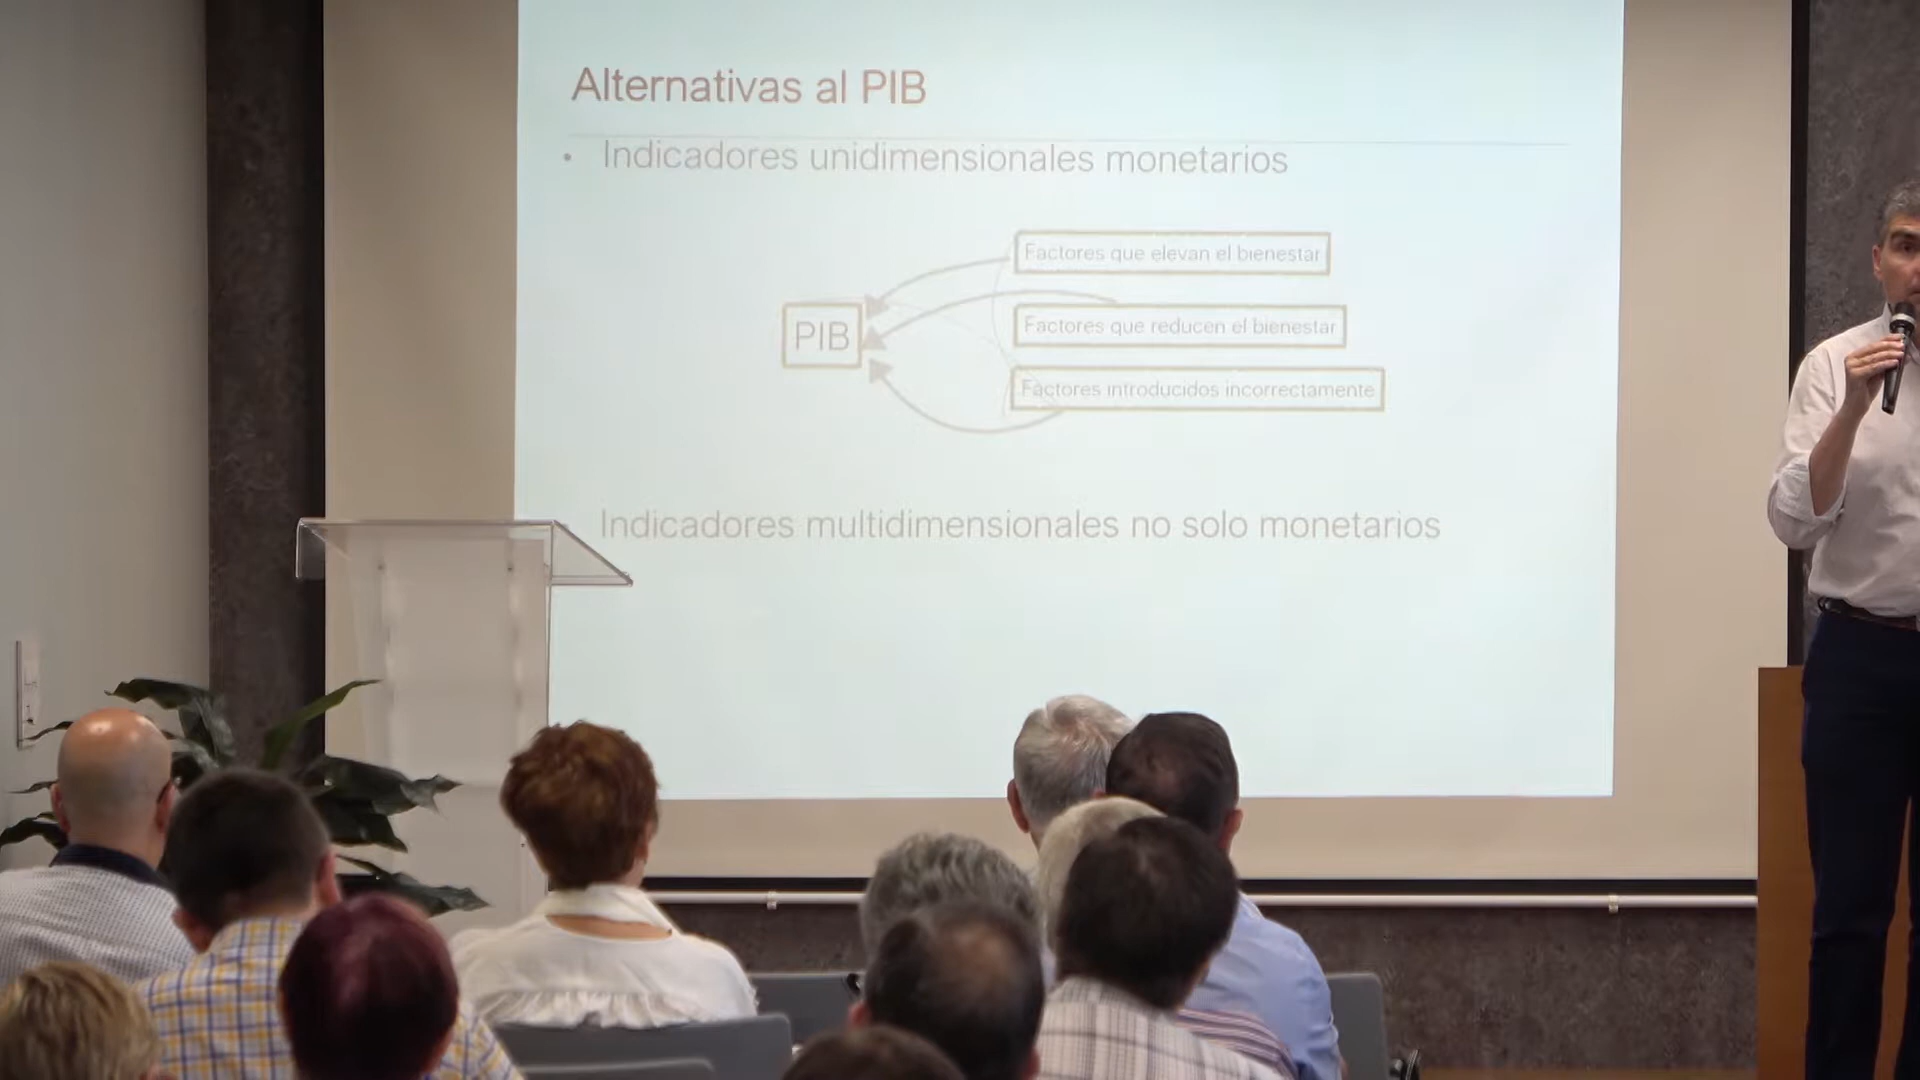 Alternativas al PIB
• Indicadores unidimensionales monetarios
Factores que elevan el bienestar
PIB
Factores que reducen el bienestar
Factores introducidos incorrectamente
Indicadores multidimensionales no solo monetarios